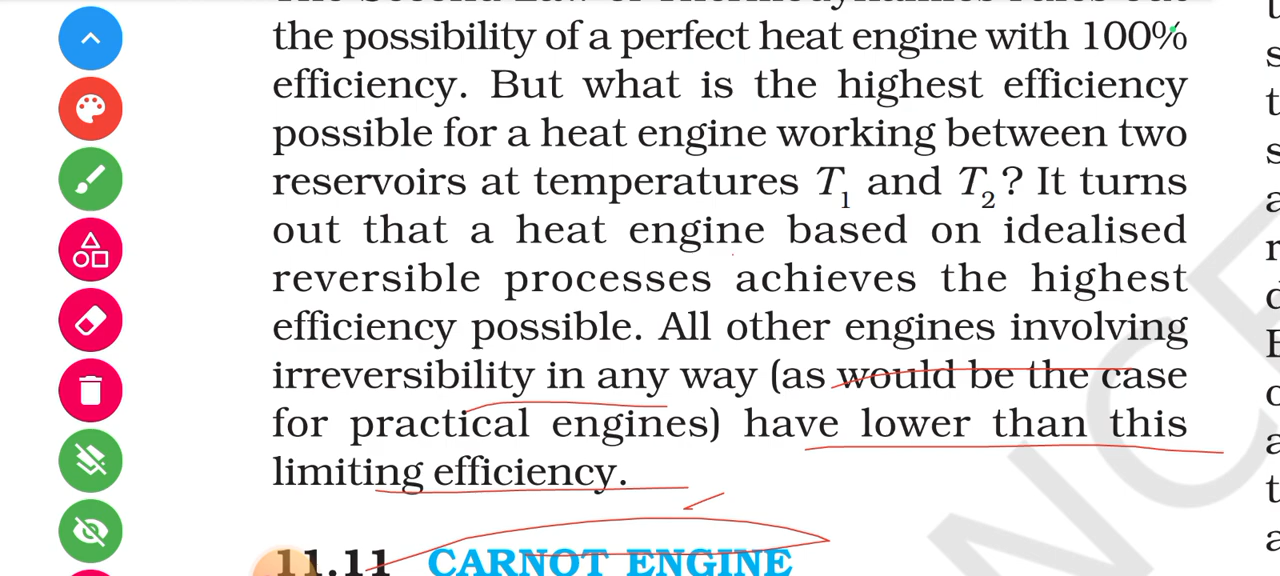 the possibility of a perfect heat engine with 100%
efficiency. But what is the highest efficiency
possible for a heat engine working between two
reservoirs at temperatures T₁ and T₂? It turns
out that a heat engine based on idealised
reversible processes achieves the highest
efficiency possible. All other engines involving
irreversibility in any way (as would be the case
for practical engines) have lower than this
limiting efficiency.
11.11 CARNOT ENGINE